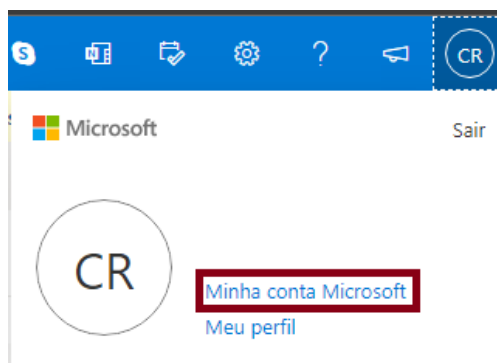 CR
Microsoft
Sair
CR
Minha conta Microsoft
Meu perfil